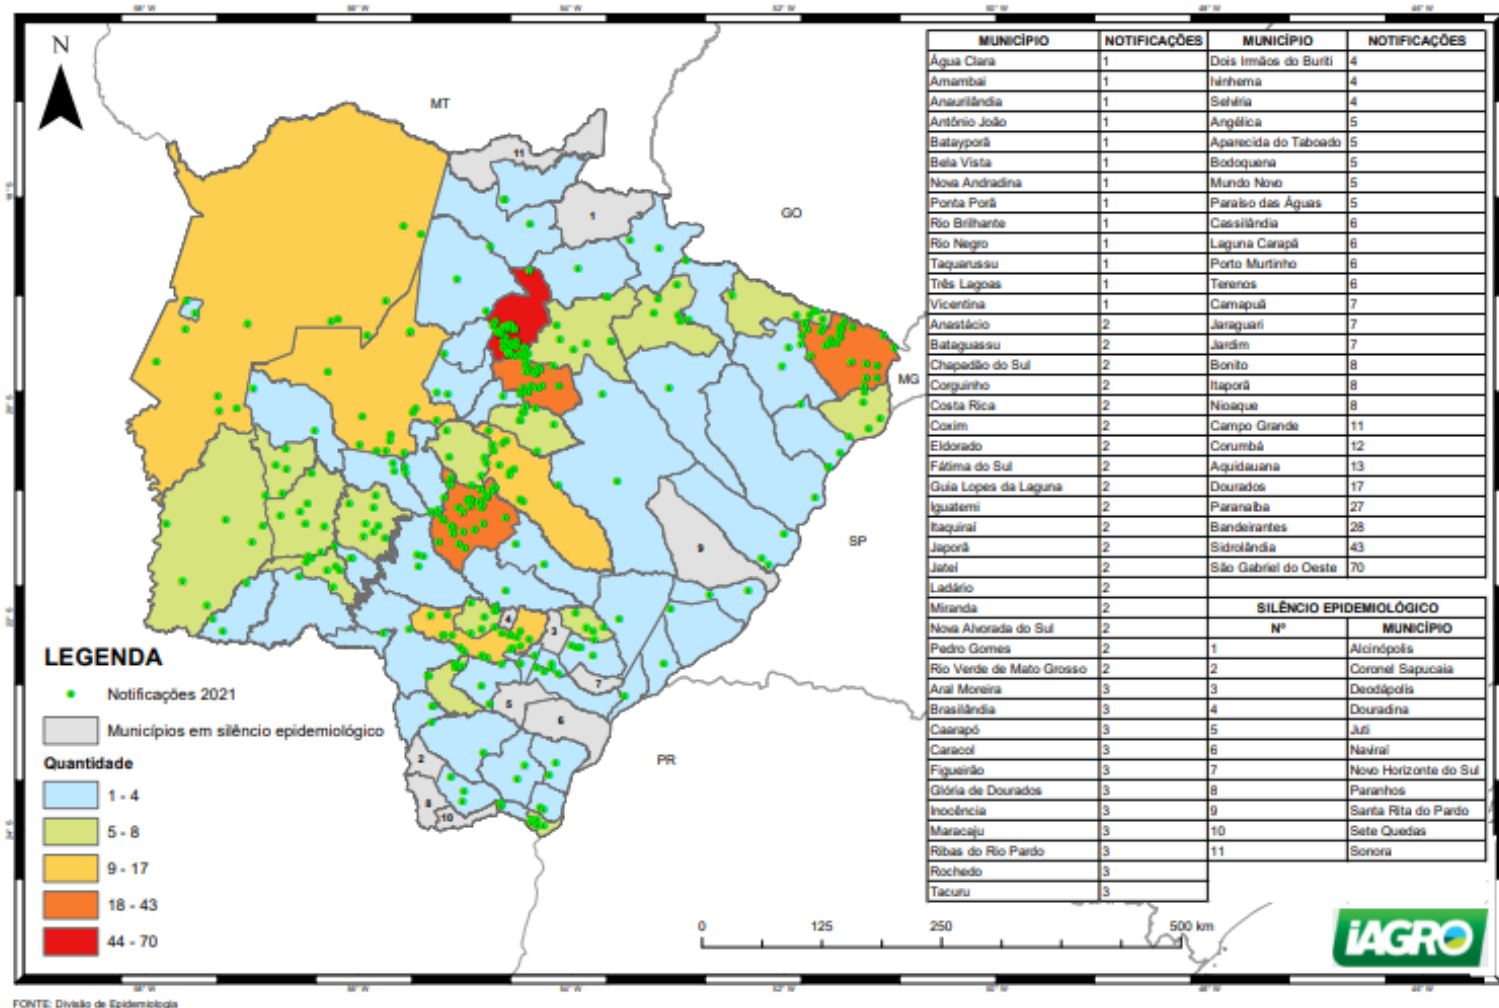 N
MT
GO
MG
SP
PR
11
1
9
4
3
7
5
6
2
8
10
MUNICÍPIO NOTIFICAÇÕES MUNICÍPIO NOTIFICAÇÕES
Água Clara 1 Dois Irmãos do Buriti 4
Amambai 1 Ivinhema 4
Anaurilândia 1 Selvíria 4
Antônio João 1 Angélica 5
Batayporã 1 Aparecida do Taboado 5
Bela Vista 1 Bodoquena 5
Nova Andradina 1 Mundo Novo 5
Ponta Porã 1 Paraíso das Águas 5
Rio Brilhante 1 Cassilândia 6
Rio Negro 1 Laguna Carapã 6
Taquarussu 1 Porto Murtinho 6
Três Lagoas 1 Terenos 6
Vicentina 1 Camapuã 7
Anastácio 2 Jaraguari 7
Bataguassu 2 Jardim 7
Chapadão do Sul 2 Bonito 8
Corguinho 2 Itaporã 8
Costa Rica 2 Nioaque 8
Coxim 2 Campo Grande 11
Eldorado 2 Corumbá 12
Fátima do Sul 2 Aquidauana 13
Guia Lopes da Laguna 2 Dourados 17
Iguatemi 2 Paranaíba 27
Itaquiraí 2 Bandeirantes 28
Japorã 2 Sidrolândia 43
Jateí 2 São Gabriel do Oeste 70
Ladário 2
Miranda 2 SILÊNCIO EPIDEMIOLÓGICO
Nova Alvorada do Sul 2 Nº MUNICÍPIO
Pedro Gomes 2 1 Alcinópolis
Rio Verde de Mato Grosso 2 2 Coronel Sapucaia
Aral Moreira 3 3 Deodápolis
Brasilândia 3 4 Douradina
Caarapó 3 5 Juti
Caracol 3 6 Naviraí
Figueirão 3 7 Novo Horizonte do Sul
Glória de Dourados 3 8 Paranhos
Inocência 3 9 Santa Rita do Pardo
Maracaju 3 10 Sete Quedas
Ribas do Rio Pardo 3 11 Sonora
Rochedo 3
Tacuru 3
LEGENDA
Notificações 2021
Municípios em silêncio epidemiológico
Quantidade
1 - 4
5 - 8
9 - 17
18 - 43
44 - 70
0 125 250 500 km
iAGRO
FONTE: Divisão de Epidemiologia